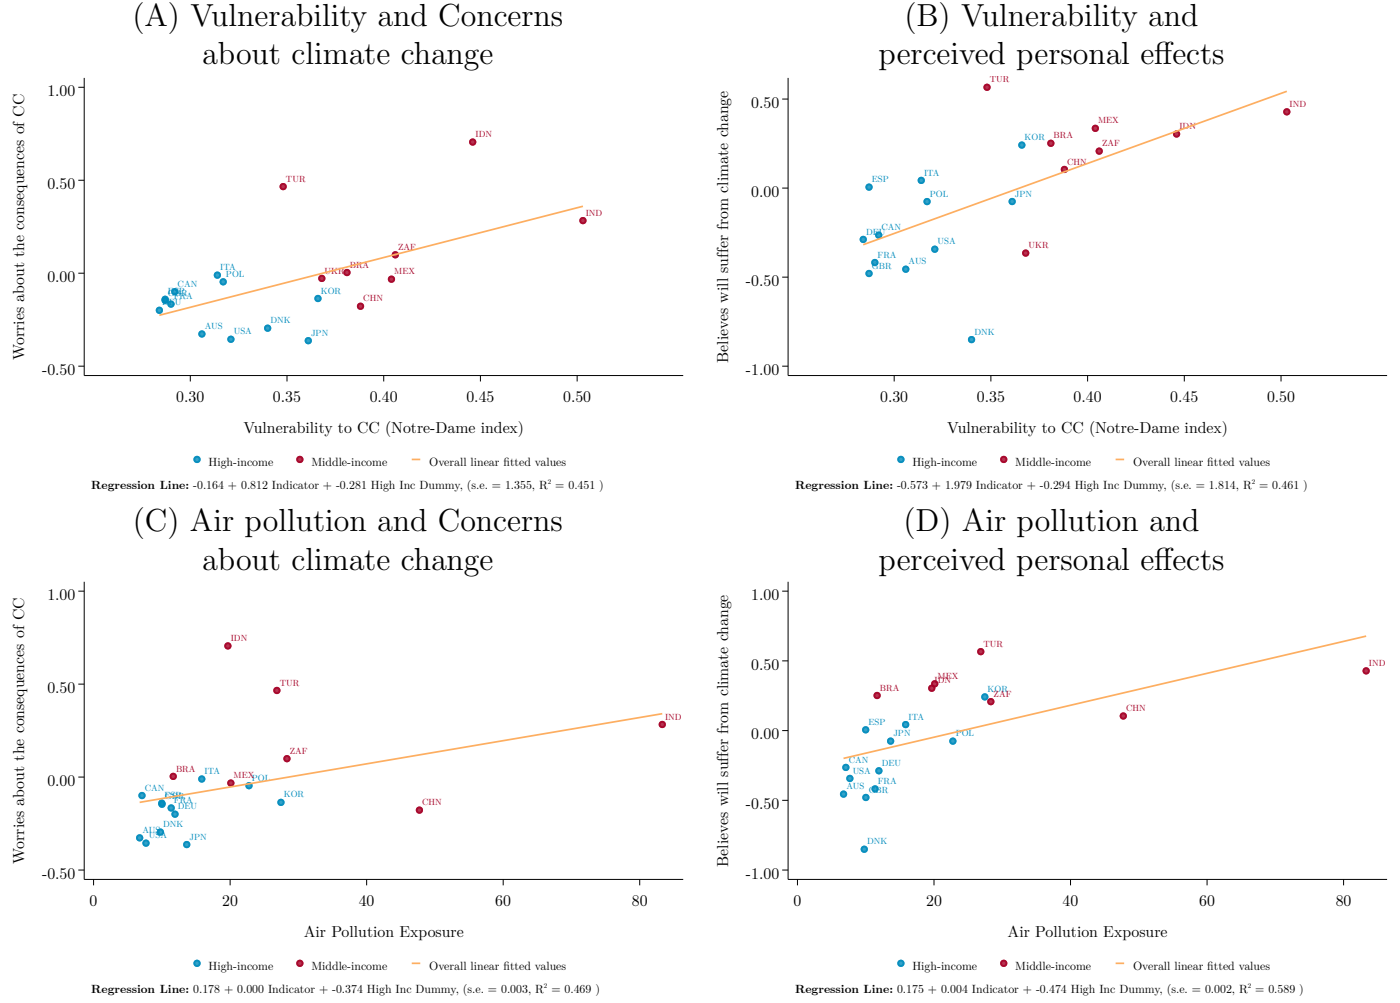 (A) Vulnerability and Concerns
about climate change
Worries about the consequences of CC
1.00
0.50
0.00
-0.50
IDN
TUR
IND
ZAF
ITA
POL
UKR
BRA
MEX
CAN
FRA
KOR
CHN
AUS
USA
DNK
JPN
0.30
0.35
0.40
0.45
0.50
Vulnerability to CC (Notre-Dame index)
High-income
Middle-income
Overall linear fitted values
Regression Line: -0.164 + 0.812 Indicator + -0.281 High Inc Dummy, (s.e. = 1.355, R² = 0.451 )
(B) Vulnerability and
perceived personal effects
Believes will suffer from climate change
0.50
0.00
-0.50
-1.00
TUR
IND
MEX
IDN
KOR
BRA
ZAF
CHN
ESP
ITA
POL
JPN
CAN
DEU
USA
UKR
FRA
GBR
AUS
DNK
0.30
0.35
0.40
0.45
0.50
Vulnerability to CC (Notre-Dame index)
High-income
Middle-income
Overall linear fitted values
Regression Line: -0.573 + 1.979 Indicator + -0.294 High Inc Dummy, (s.e. = 1.814, R² = 0.461 )
(C) Air pollution and Concerns
about climate change
Worries about the consequences of CC
1.00
0.50
0.00
-0.50
IDN
TUR
IND
ZAF
BRA
ITA
MEX
POL
CAN
KOR
FRA
DEU
CHN
DNK
AUS
USA
JPN
0
20
40
60
80
Air Pollution Exposure
High-income
Middle-income
Overall linear fitted values
Regression Line: 0.178 + 0.000 Indicator + -0.374 High Inc Dummy, (s.e. = 0.003, R² = 0.469 )
(D) Air pollution and
perceived personal effects
Believes will suffer from climate change
1.00
0.50
0.00
-0.50
-1.00
TUR
IND
MEX
IDN
BRA
KOR
ZAF
CHN
ESP
ITA
JPN
POL
CAN
DEU
USA
FRA
AUS
GBR
DNK
0
20
40
60
80
Air Pollution Exposure
High-income
Middle-income
Overall linear fitted values
Regression Line: 0.175 + 0.004 Indicator + -0.474 High Inc Dummy, (s.e. = 0.002, R² = 0.589 )